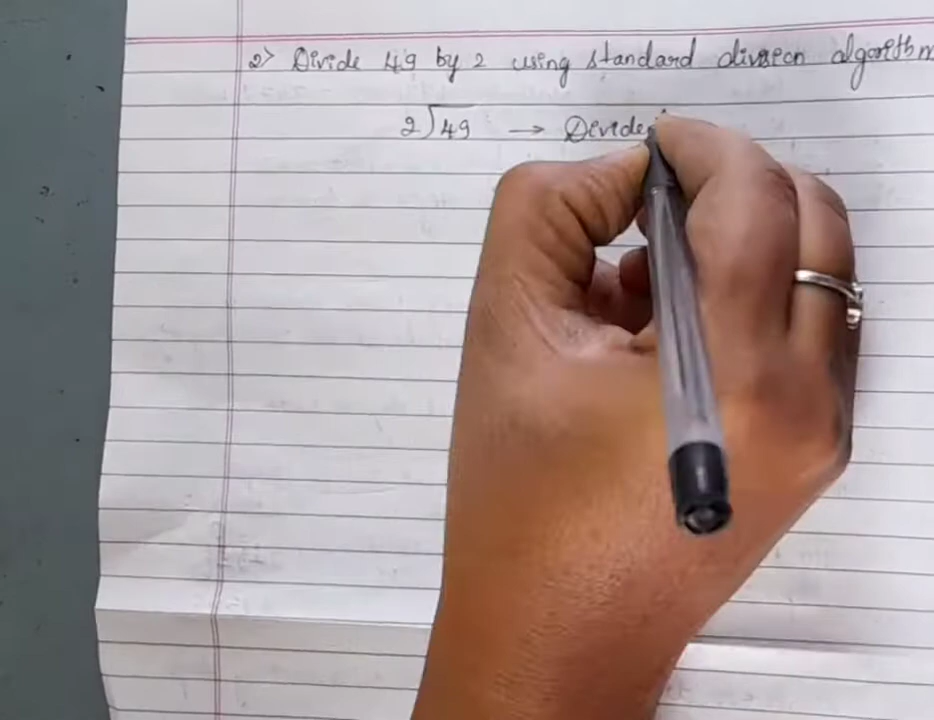 2> Divide 49 by 2 using standard division algorithm
2)49 → Divide